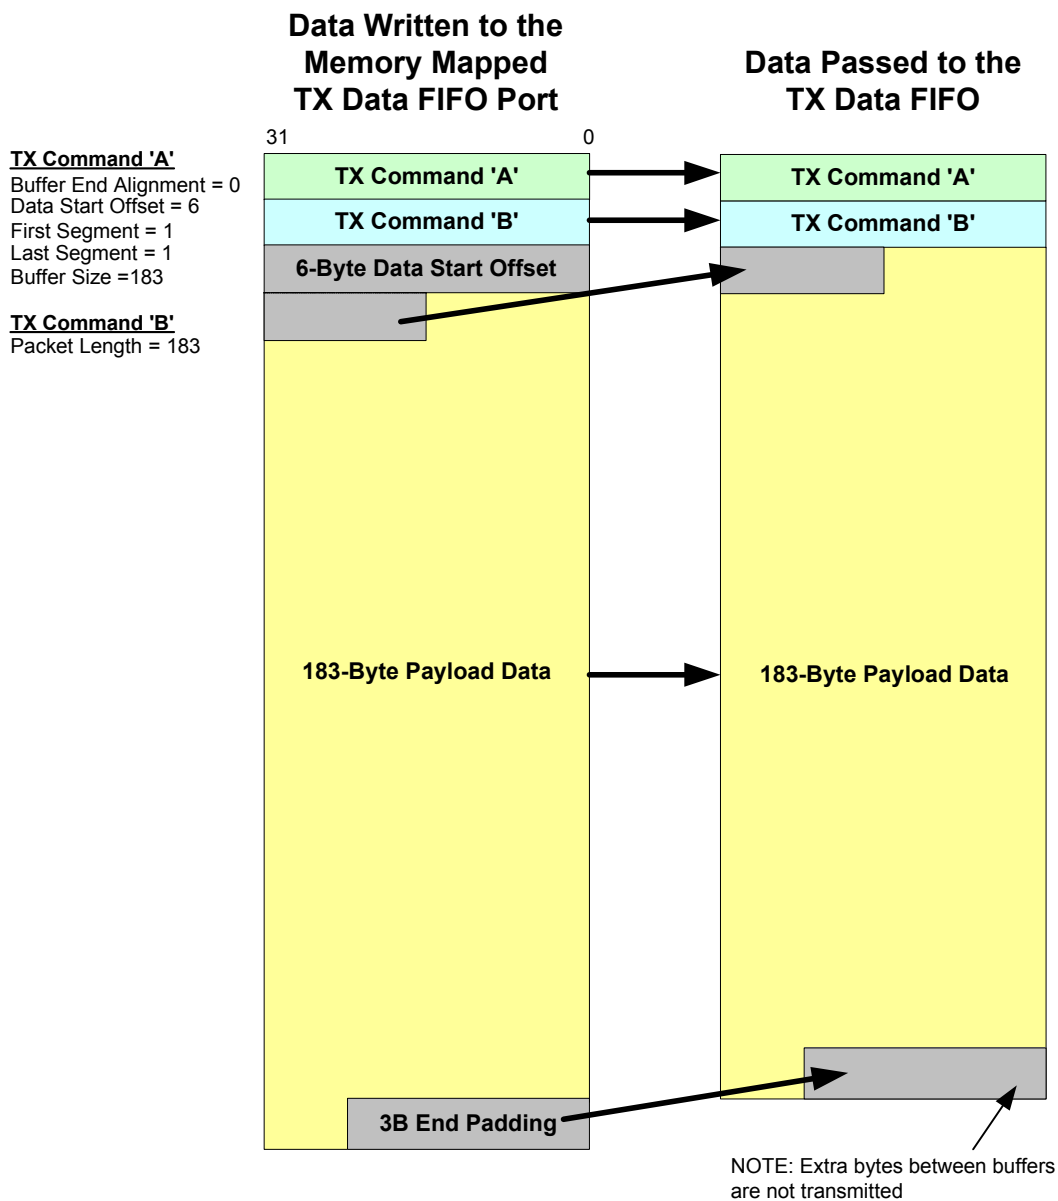 Data Written to the
Memory Mapped
TX Data FIFO Port
Data Passed to the
TX Data FIFO
31
0
TX Command 'A'
Buffer End Alignment = 0
Data Start Offset = 6
First Segment = 1
Last Segment = 1
Buffer Size =183
TX Command 'B'
Packet Length = 183
TX Command 'A'
TX Command 'B'
6-Byte Data Start Offset
183-Byte Payload Data
3B End Padding
TX Command 'A'
TX Command 'B'
183-Byte Payload Data
NOTE: Extra bytes between buffers
are not transmitted